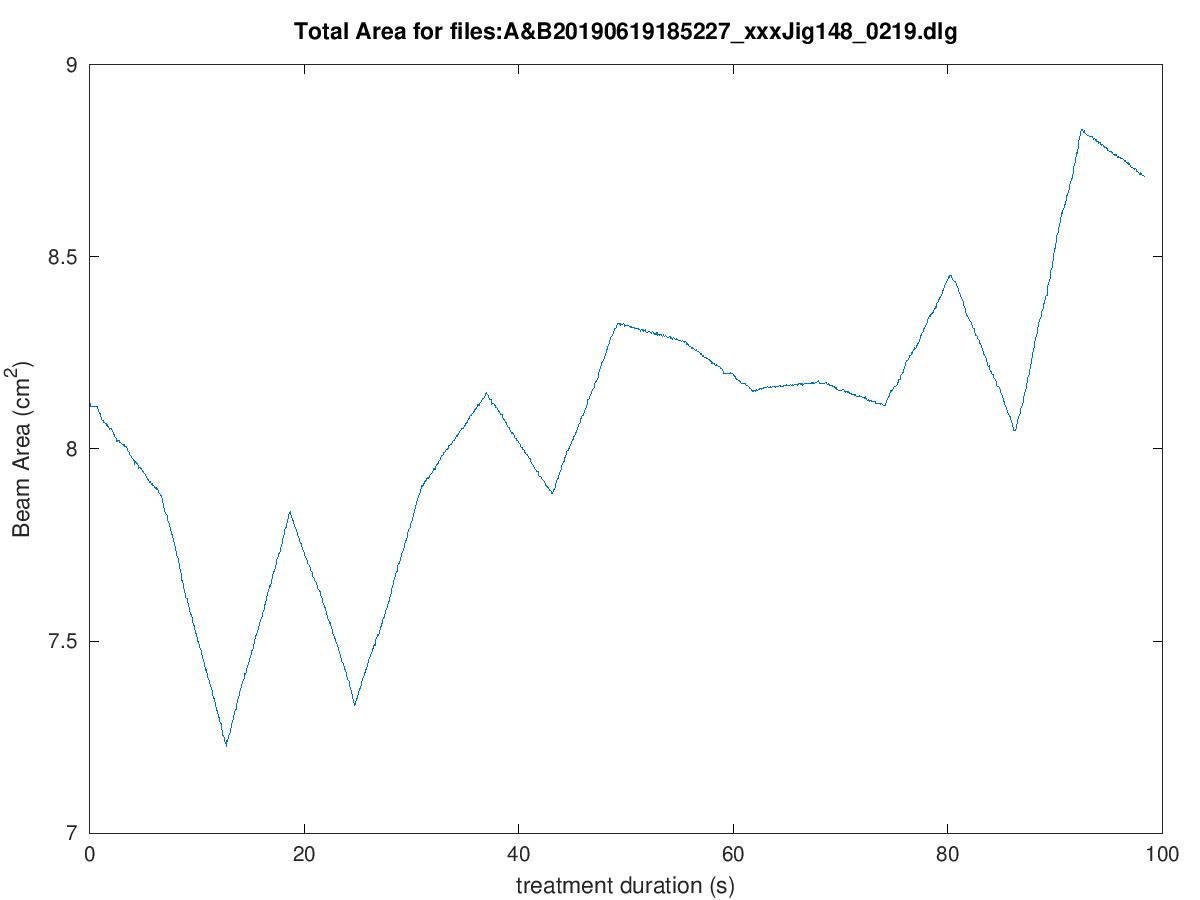 Total Area for files:A&B20190619185227_xxxJig148_0219.dlg
9
8.5
8
7.5
7
Beam Area (cm²)
0 20 40 60 80 100
treatment duration (s)